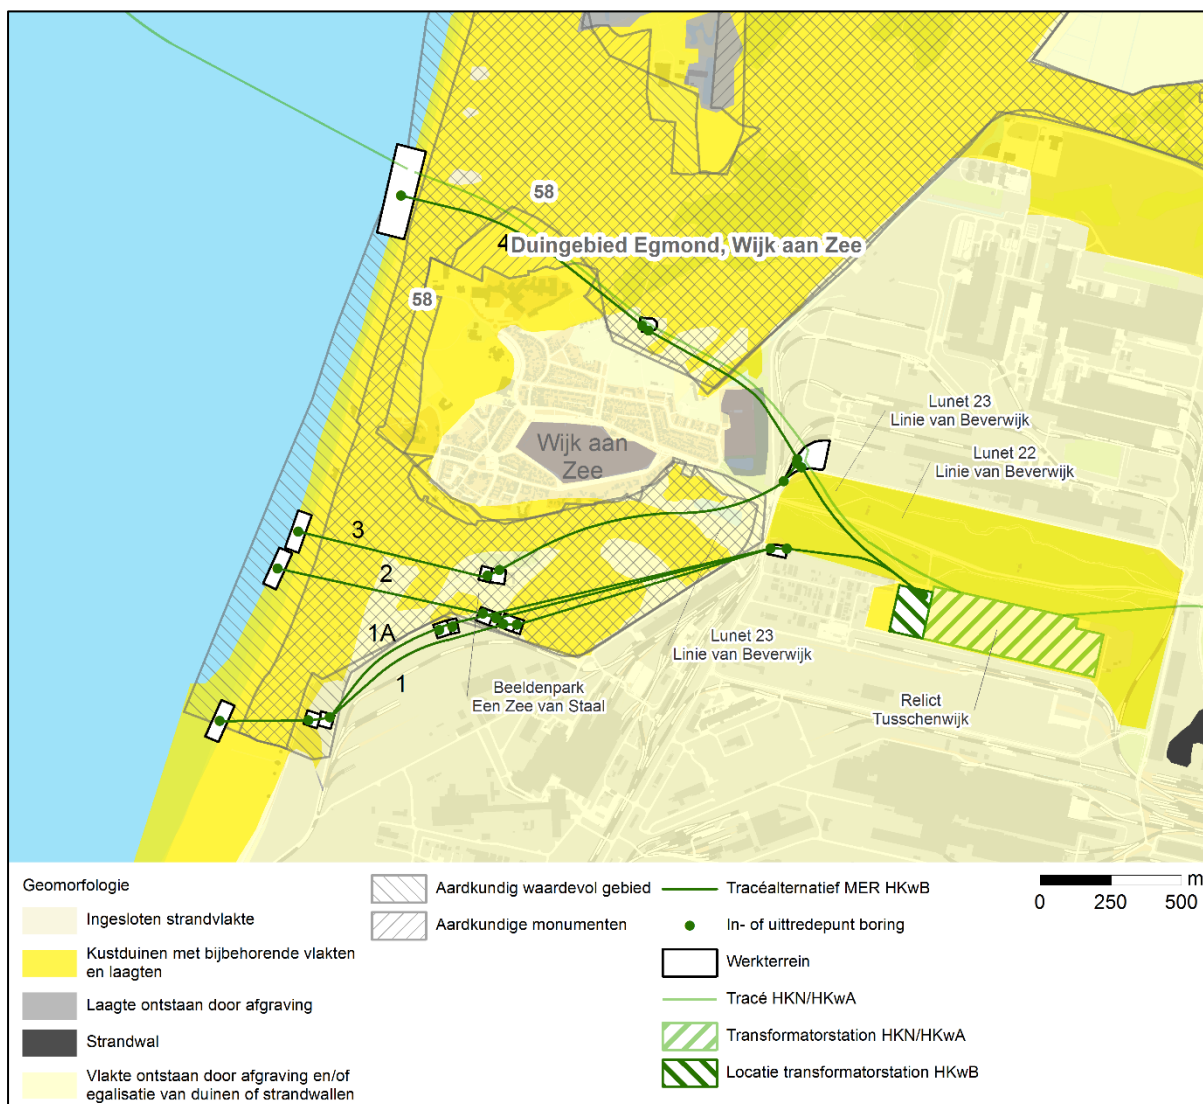 58
4
Duingebied Egmond, Wijk aan Zee
58
Lunet 23
Linie van Beverwijk
Lunet 22
Linie van Beverwijk
Wijk aan
Zee
3
2
1A
1
Lunet 23
Linie van Beverwijk
Beeldenpark
Een Zee van Staal
Relict
Tusschenwijk
Geomorfologie
Ingesloten strandvlakte
Kustduinen met bijbehorende vlakten
en laagten
Laagte ontstaan door afgraving
Strandwal
Vlakte ontstaan door afgraving en/of
egalisatie van duinen of strandwallen
Aardkundig waardevol gebied
Aardkundige monumenten
Tracéalternatief MER HKwB
In- of uittredepunt boring
Werkterrein
Tracé HKN/HKwA
Transformatorstation HKN/HKwA
Locatie transformatorstation HKwB
m
0 250 500